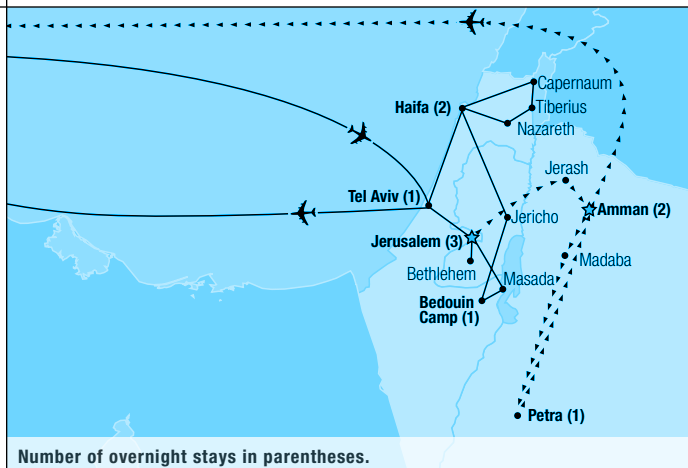 Capernaum
Haifa (2)
Tiberius
Nazareth
Jerash
Tel Aviv (1)
Amman (2)
Jericho
Jerusalem (3)
Madaba
Bethlehem
Masada
Bedouin
Camp (1)
Petra (1)
Number of overnight stays in parentheses.